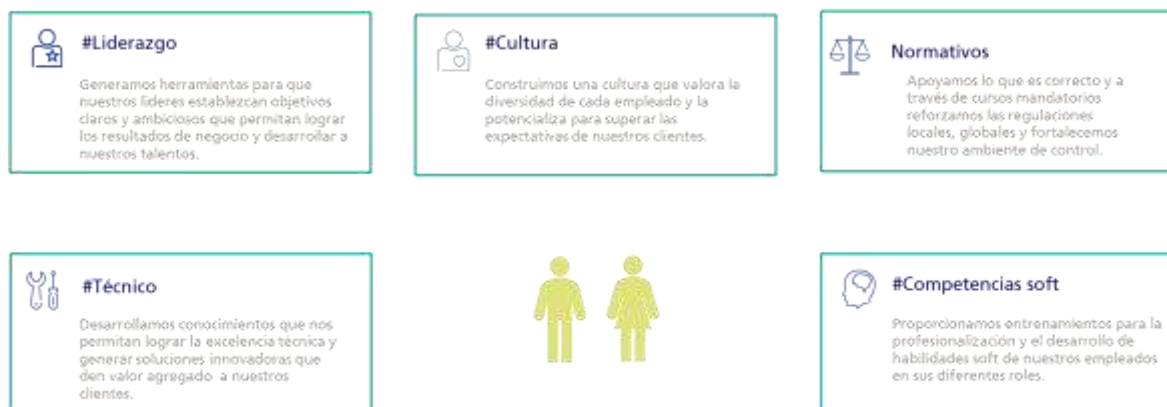 #Liderazgo
Generamos herramientas para que
nuestros líderes establezcan objetivos
claros y ambiciosos que permitan lograr
los resultados de negocio y desarrollar a
nuestros talentos.
#Cultura
Construimos una cultura que valora la
diversidad de cada empleado y la
potencializa para superar las
expectativas de nuestros clientes.
Normativos
Apoyamos lo que es correcto y a
través de cursos mandatorios
reforzamos las regulaciones
locales, globales y fortalecemos
nuestro ambiente de control.
#Técnico
Desarrollamos conocimientos que nos
permitan lograr la excelencia técnica y
generar soluciones innovadoras que
den valor agregado a nuestros
clientes.
#Competencias soft
Proporcionamos entrenamientos para la
profesionalización y el desarrollo de
habilidades soft de nuestros empleados
en sus diferentes roles.